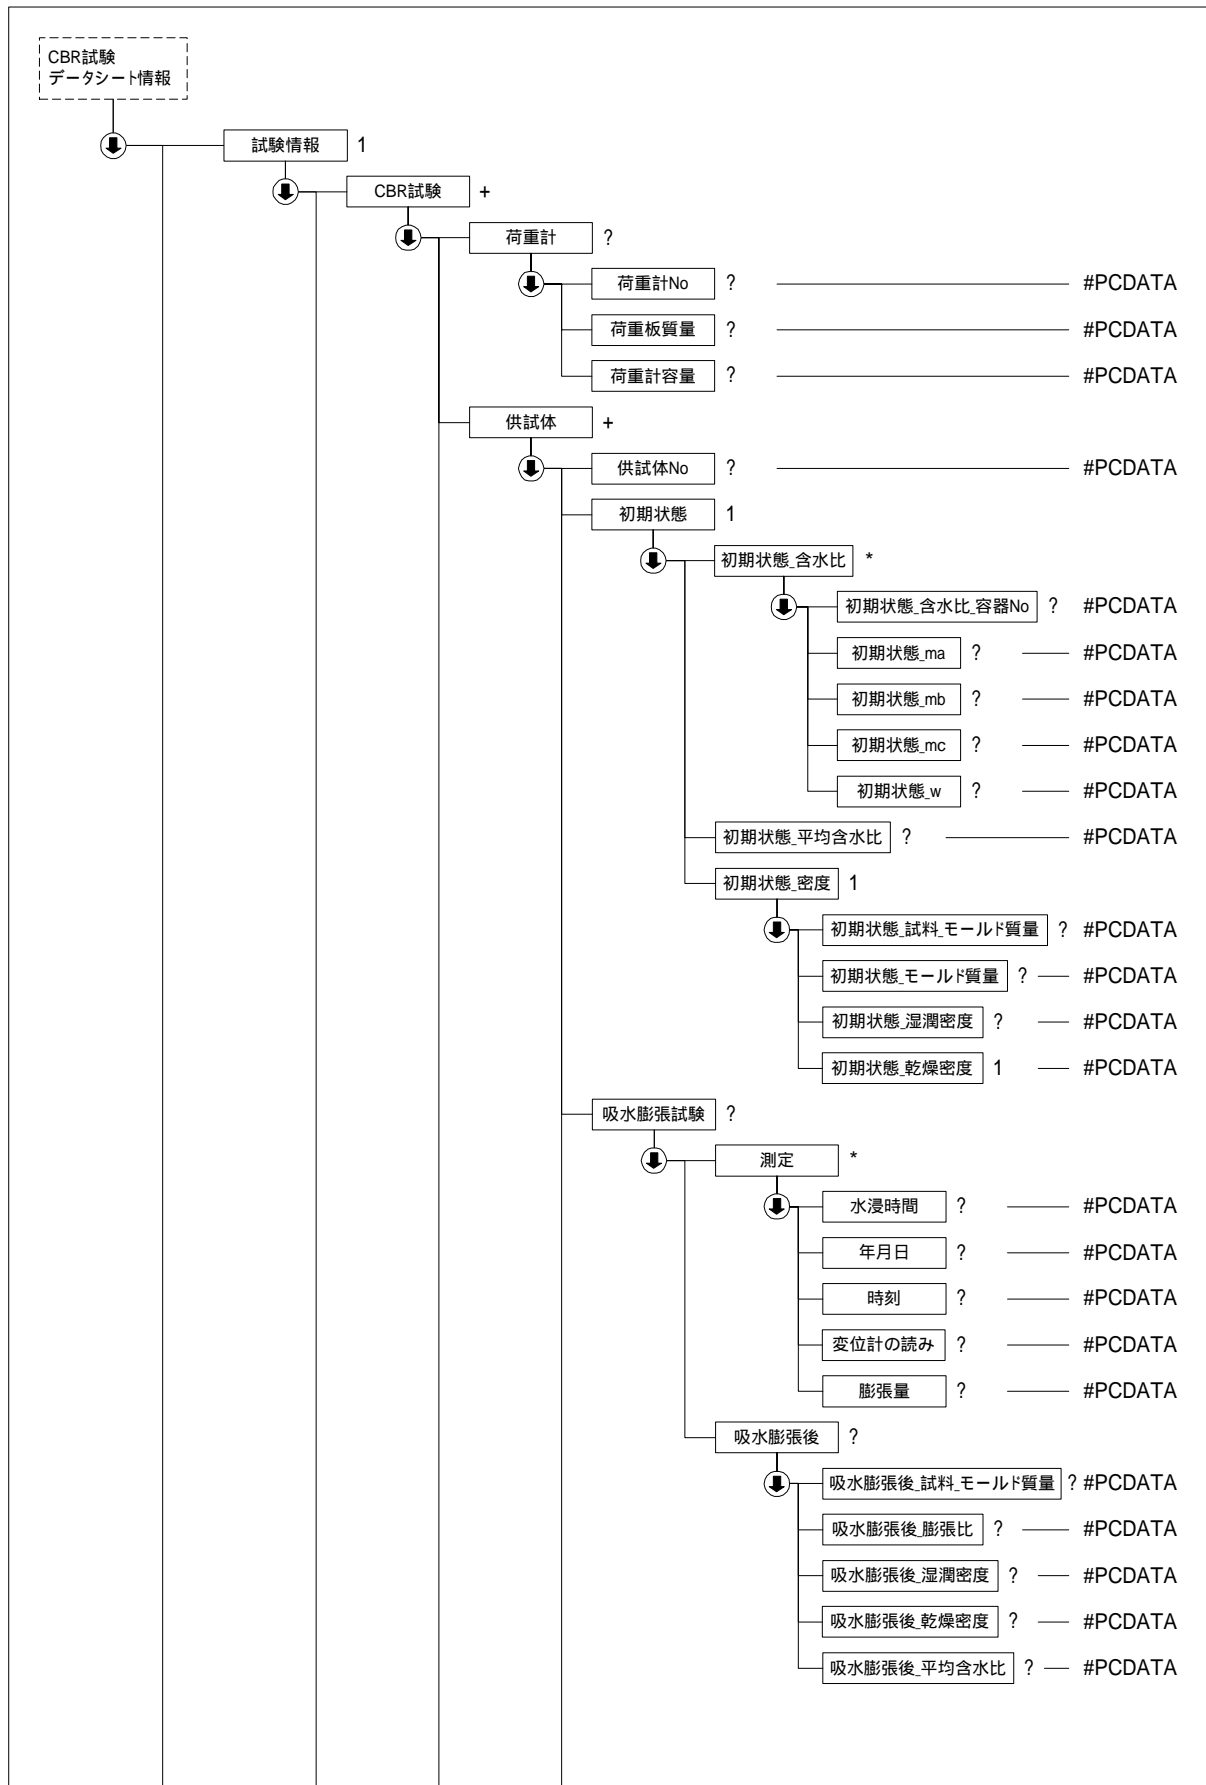 CBR試験
データシート情報
試験情報 1
CBR試験 +
荷重計 ?
荷重計No ? #PCDATA
荷重板質量 ? #PCDATA
荷重計容量 ? #PCDATA
供試体 +
供試体No ? #PCDATA
初期状態 1
初期状態_含水比 *
初期状態_含水比_容器No ? #PCDATA
初期状態_ma ? #PCDATA
初期状態_mb ? #PCDATA
初期状態_mc ? #PCDATA
初期状態_w ? #PCDATA
初期状態_平均含水比 ? #PCDATA
初期状態_密度 1
初期状態_試料_モールド質量 ? #PCDATA
初期状態_モールド質量 ? #PCDATA
初期状態_湿潤密度 ? #PCDATA
初期状態_乾燥密度 1 #PCDATA
吸水膨張試験 ?
測定 *
水浸時間 ? #PCDATA
年月日 ? #PCDATA
時刻 ? #PCDATA
変位計の読み ? #PCDATA
膨張量 ? #PCDATA
吸水膨張後 ?
吸水膨張後_試料_モールド質量 ? #PCDATA
吸水膨張後_膨張比 ? #PCDATA
吸水膨張後_湿潤密度 ? #PCDATA
吸水膨張後_乾燥密度 ? #PCDATA
吸水膨張後_平均含水比 ? #PCDATA